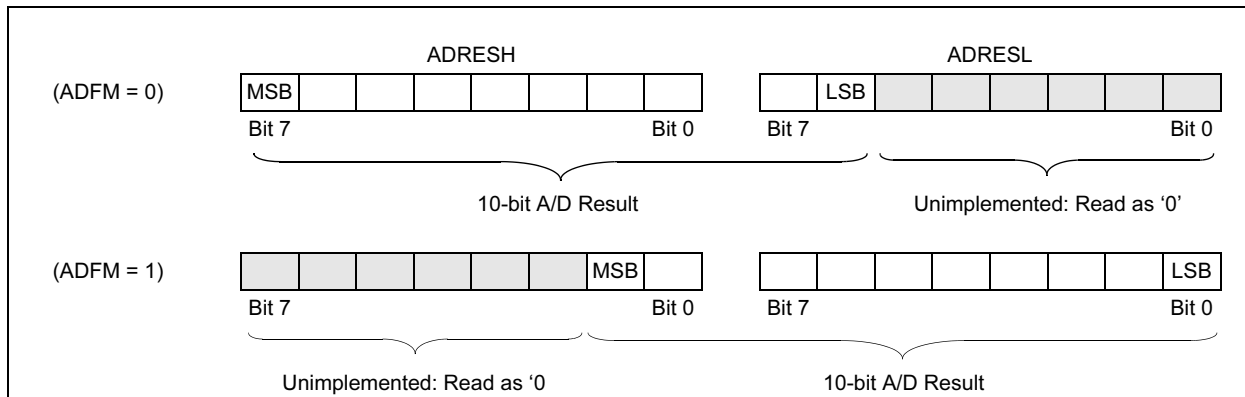 ADRESH ADRESL
(ADFM = 0) MSB LSB
Bit 7 Bit 0 Bit 7 Bit 0
10-bit A/D Result Unimplemented: Read as ‘0’
(ADFM = 1) MSB LSB
Bit 7 Bit 0 Bit 7 Bit 0
Unimplemented: Read as ‘0 10-bit A/D Result